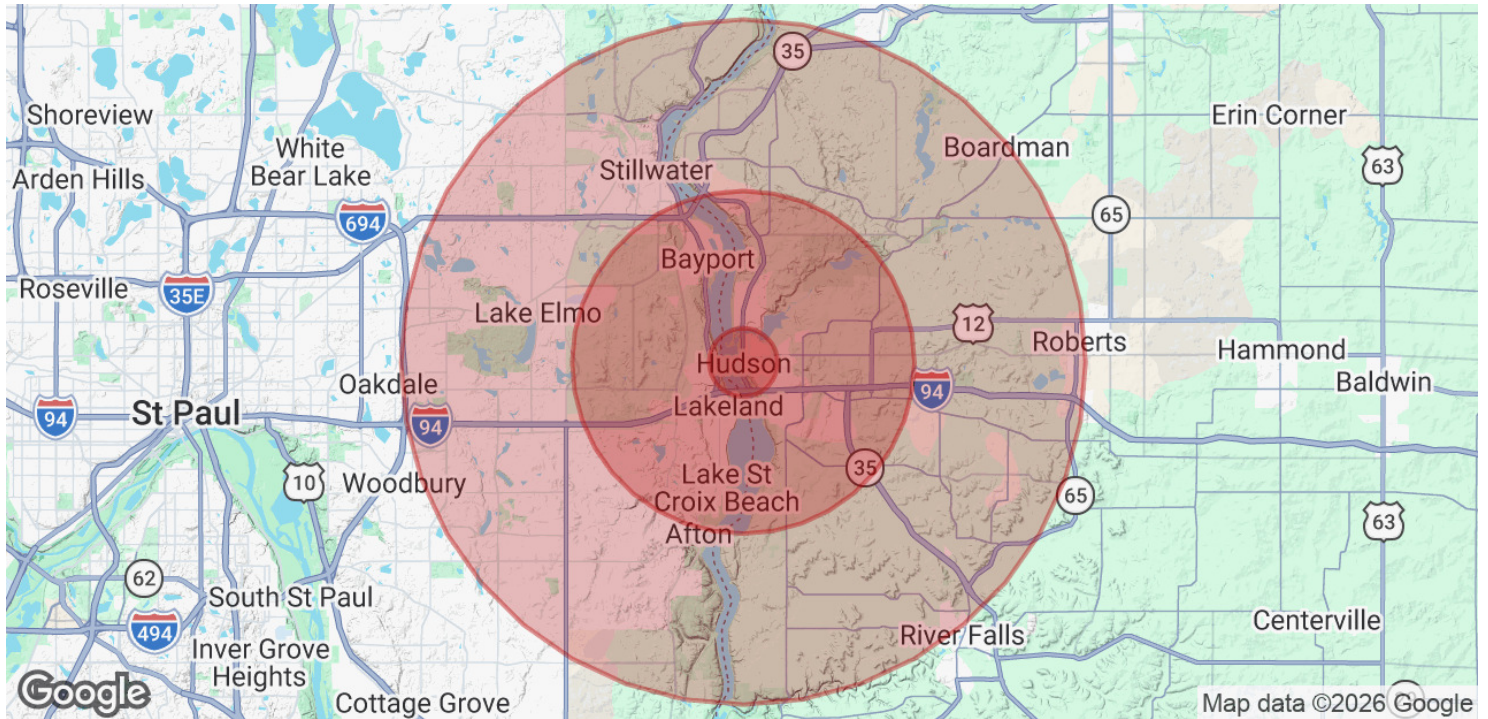 35
Shoreview
Erin Corner
White
Bear Lake
Boardman
63
Stillwater
Arden Hills
65
694
Bayport
Roseville
35E
Lake Elmo
12
Roberts
Hudson
Hammond
Oakdale
94
Baldwin
St Paul
94
94
Lakeland
35
Lake St
Croix Beach
10
Woodbury
65
63
Afton
62
South St Paul
494
Centerville
River Falls
Inver Grove
Heights
Google
Cottage Grove
Map data ©2026 Google